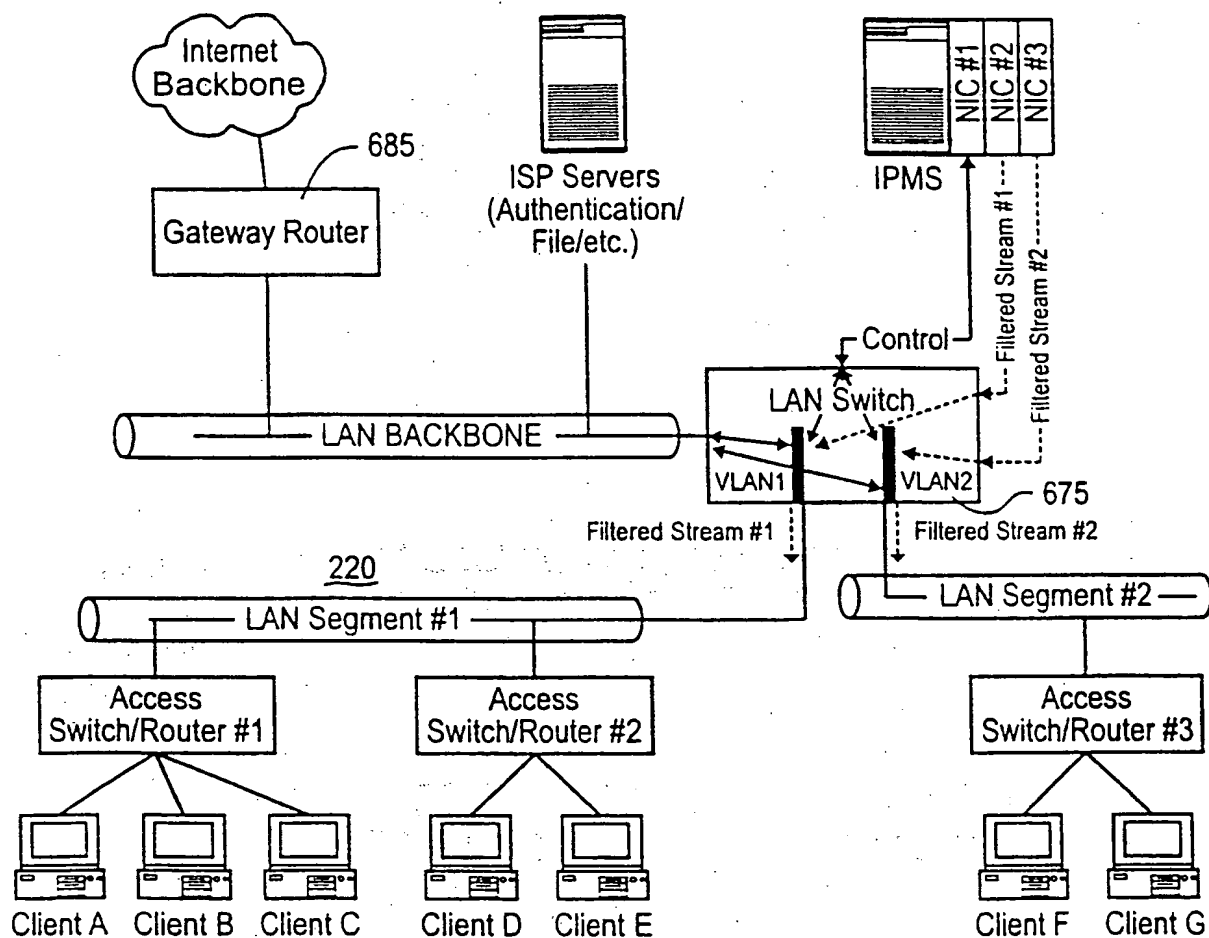 Internet
Backbone
685
Gateway Router
ISP Servers
(Authentication/
File/etc.)
NIC #1
NIC #2
NIC #3
IPMS
Filtered Stream #1
Filtered Stream #2
Control
LAN Switch
LAN BACKBONE
VLAN1
VLAN2
675
Filtered Stream #1
Filtered Stream #2
220
LAN Segment #1
LAN Segment #2
Access
Switch/Router #1
Access
Switch/Router #2
Access
Switch/Router #3
Client A
Client B
Client C
Client D
Client E
Client F
Client G